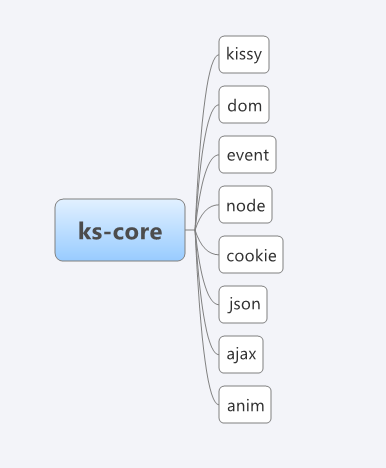 kissy
dom
event
node
ks-core
cookie
json
ajax
anim